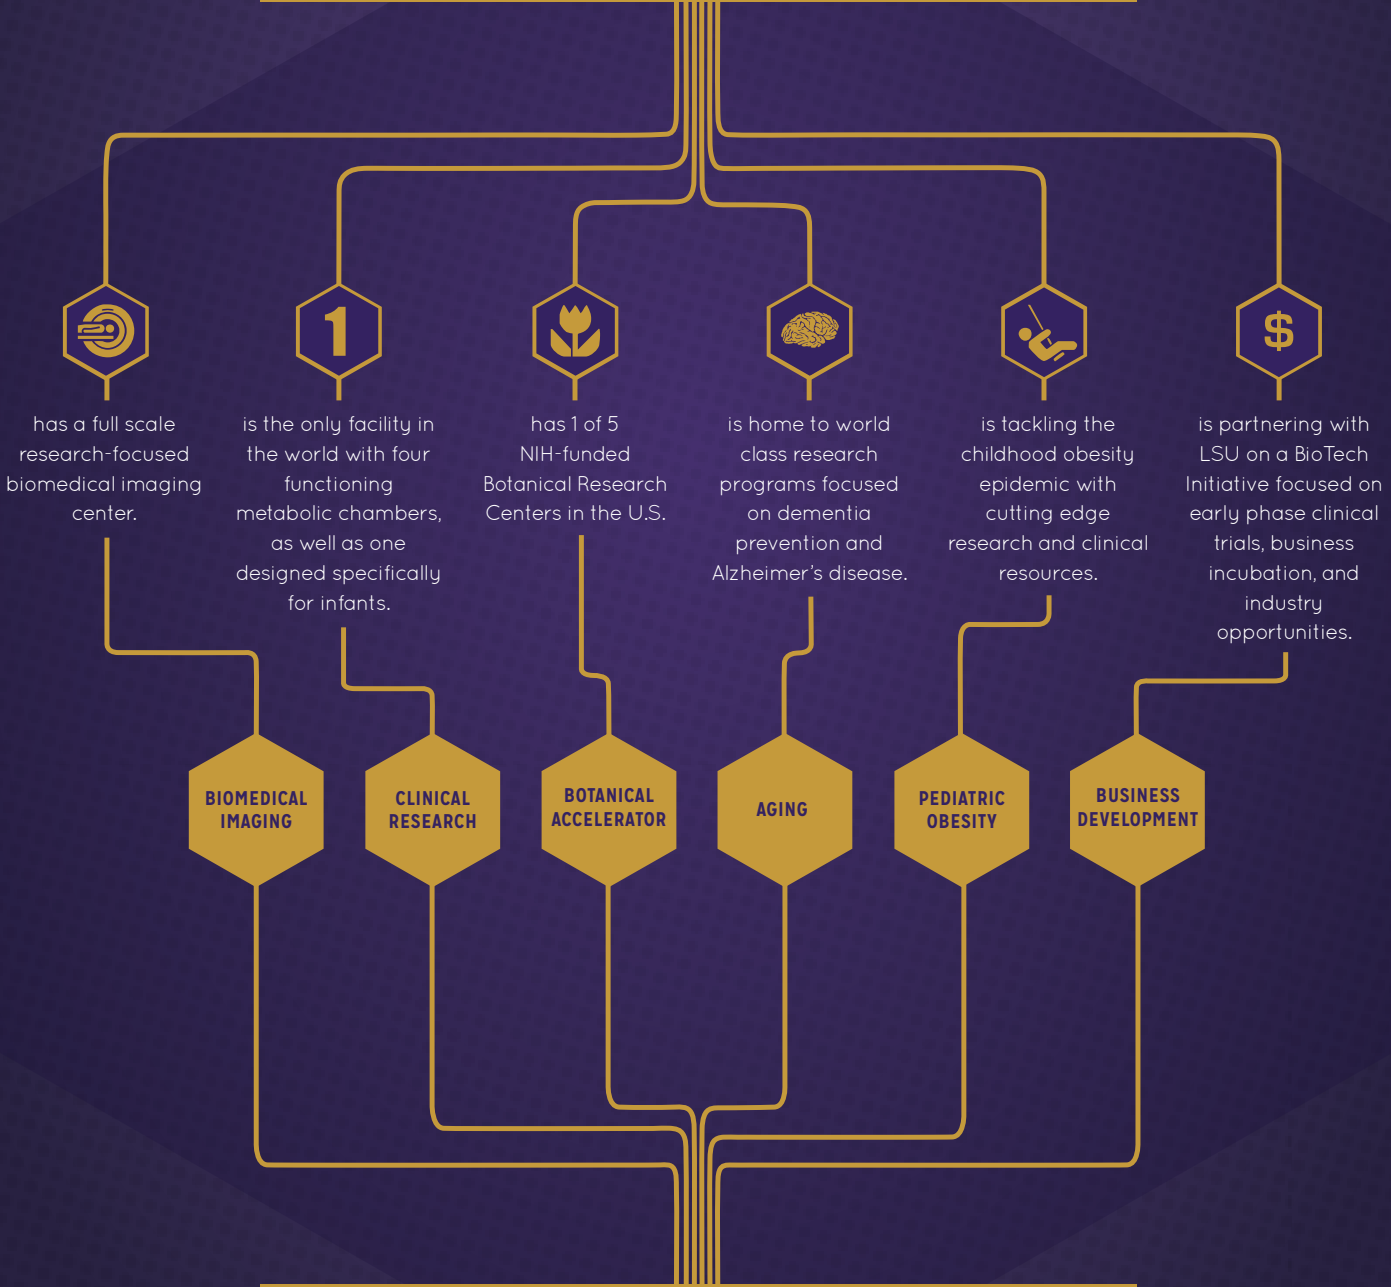 1
$
has a full scale
research-focused
biomedical imaging
center.
is the only facility in
the world with four
functioning
metabolic chambers,
as well as one
designed specifically
for infants.
has 1 of 5
NIH-funded
Botanical Research
Centers in the U.S.
is home to world
class research
programs focused
on dementia
prevention and
Alzheimer's disease.
is tackling the
childhood obesity
epidemic with
cutting edge
research and clinical
resources.
is partnering with
LSU on a BioTech
Initiative focused on
early phase clinical
trials, business
incubation, and
industry
opportunities.
BIOMEDICAL
IMAGING
CLINICAL
RESEARCH
BOTANICAL
ACCELERATOR
AGING
PEDIATRIC
OBESITY
BUSINESS
DEVELOPMENT